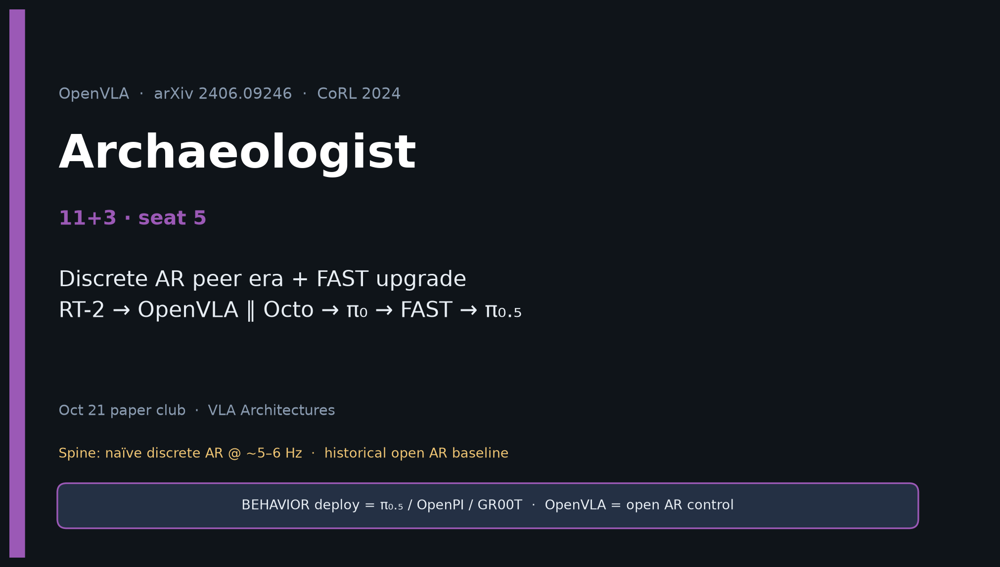 OpenVLA · arXiv 2406.09246 · CoRL 2024
Archaeologist
11+3 · seat 5
Discrete AR peer era + FAST upgrade
RT-2 → OpenVLA ∥ Octo → π₀ → FAST → π₀.₅
Oct 21 paper club · VLA Architectures
Spine: naïve discrete AR @ ~5–6 Hz · historical open AR baseline
BEHAVIOR deploy = π₀.₅ / OpenPI / GR00T · OpenVLA = open AR control